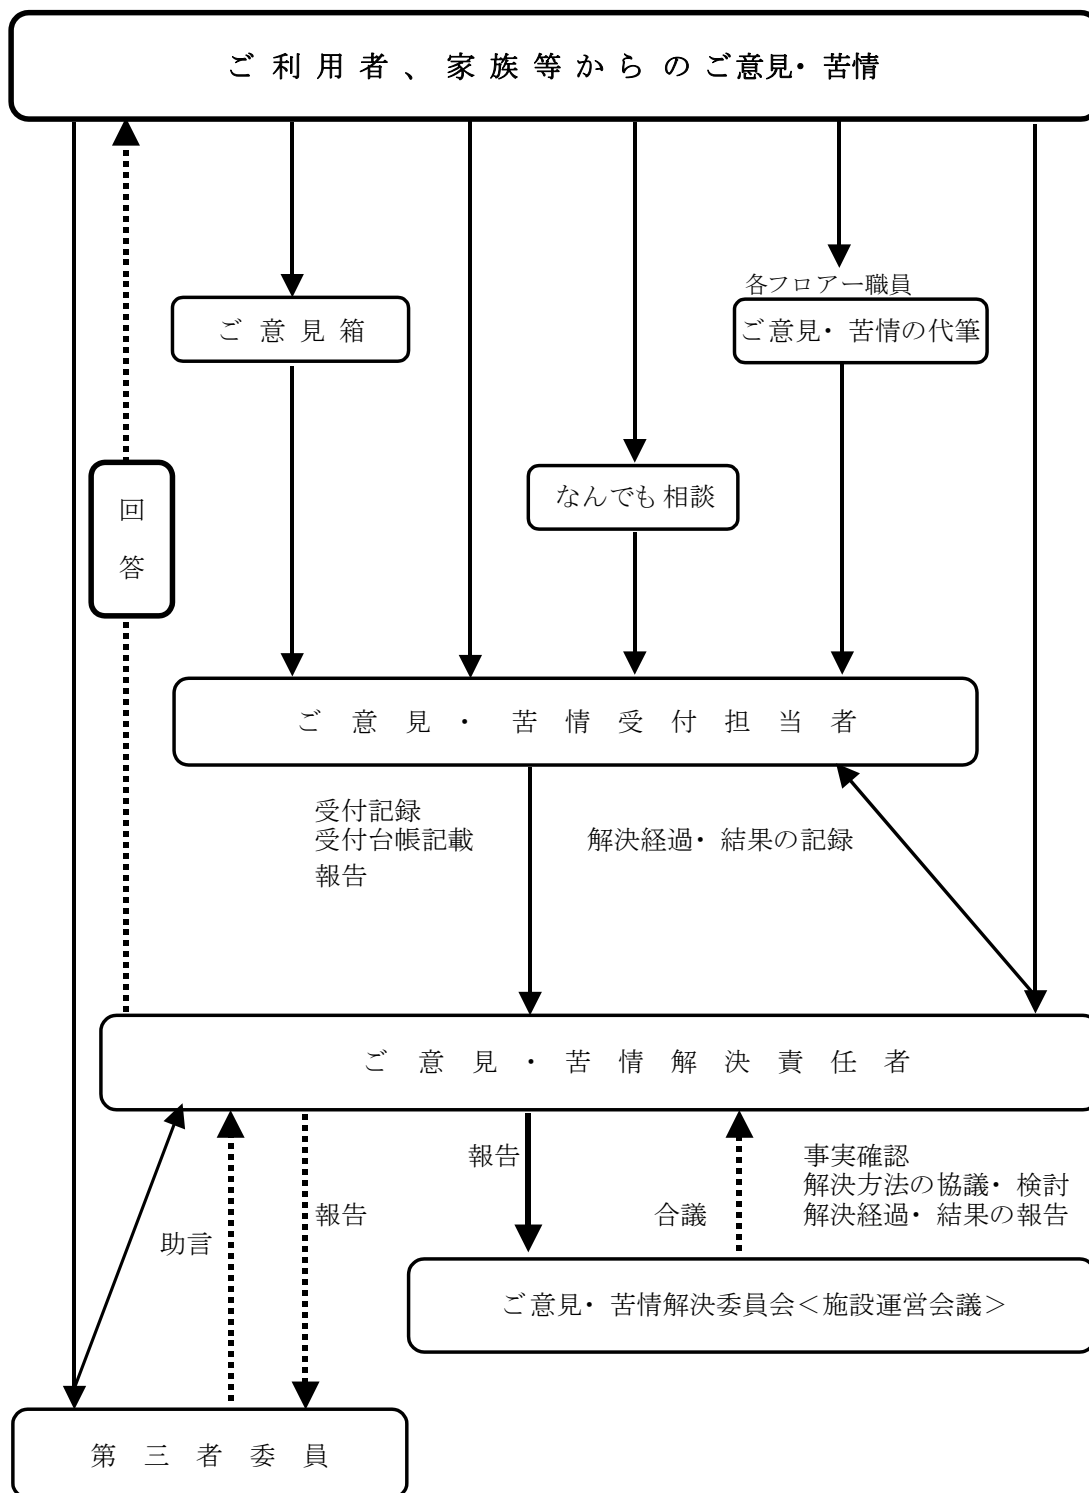 ご利用者、家族等からのご意見・苦情
各フロアー職員
ご意見箱
ご意見・苦情の代筆
なんでも相談
回
答
ご意見・苦情受付担当者
受付記録
受付台帳記載
報告
解決経過・結果の記録
ご意見・苦情解決責任者
報告
事実確認
解決方法の協議・検討
解決経過・結果の報告
合議
報告
助言
ご意見・苦情解決委員会＜施設運営会議＞
第三者委員